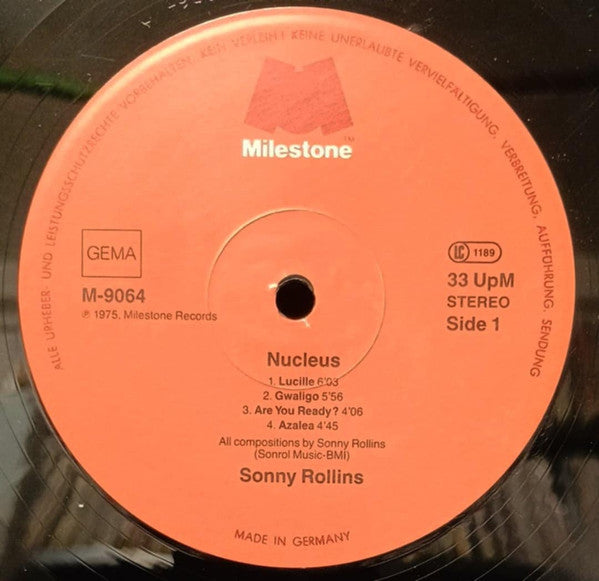 ALLE URHEBER- UND LEISTUNGSSCHUTZRECHTE VORBEHALTEN. KEIN VERLEIH! KEINE UNERLAUBTE VERVIELFÄLTIGUNG, VERBREITUNG, AUFFÜHRUNG, SENDUNG
TM
Milestone
GEMA
LC 1189
M-9064
33 UpM
℗ 1975, Milestone Records
STEREO
Side 1
Nucleus
1. Lucille 6'03
2. Gwaligo 5'56
3. Are You Ready? 4'06
4. Azalea 4'45
All compositions by Sonny Rollins
(Sonrol Music-BMI)
Sonny Rollins
MADE IN GERMANY